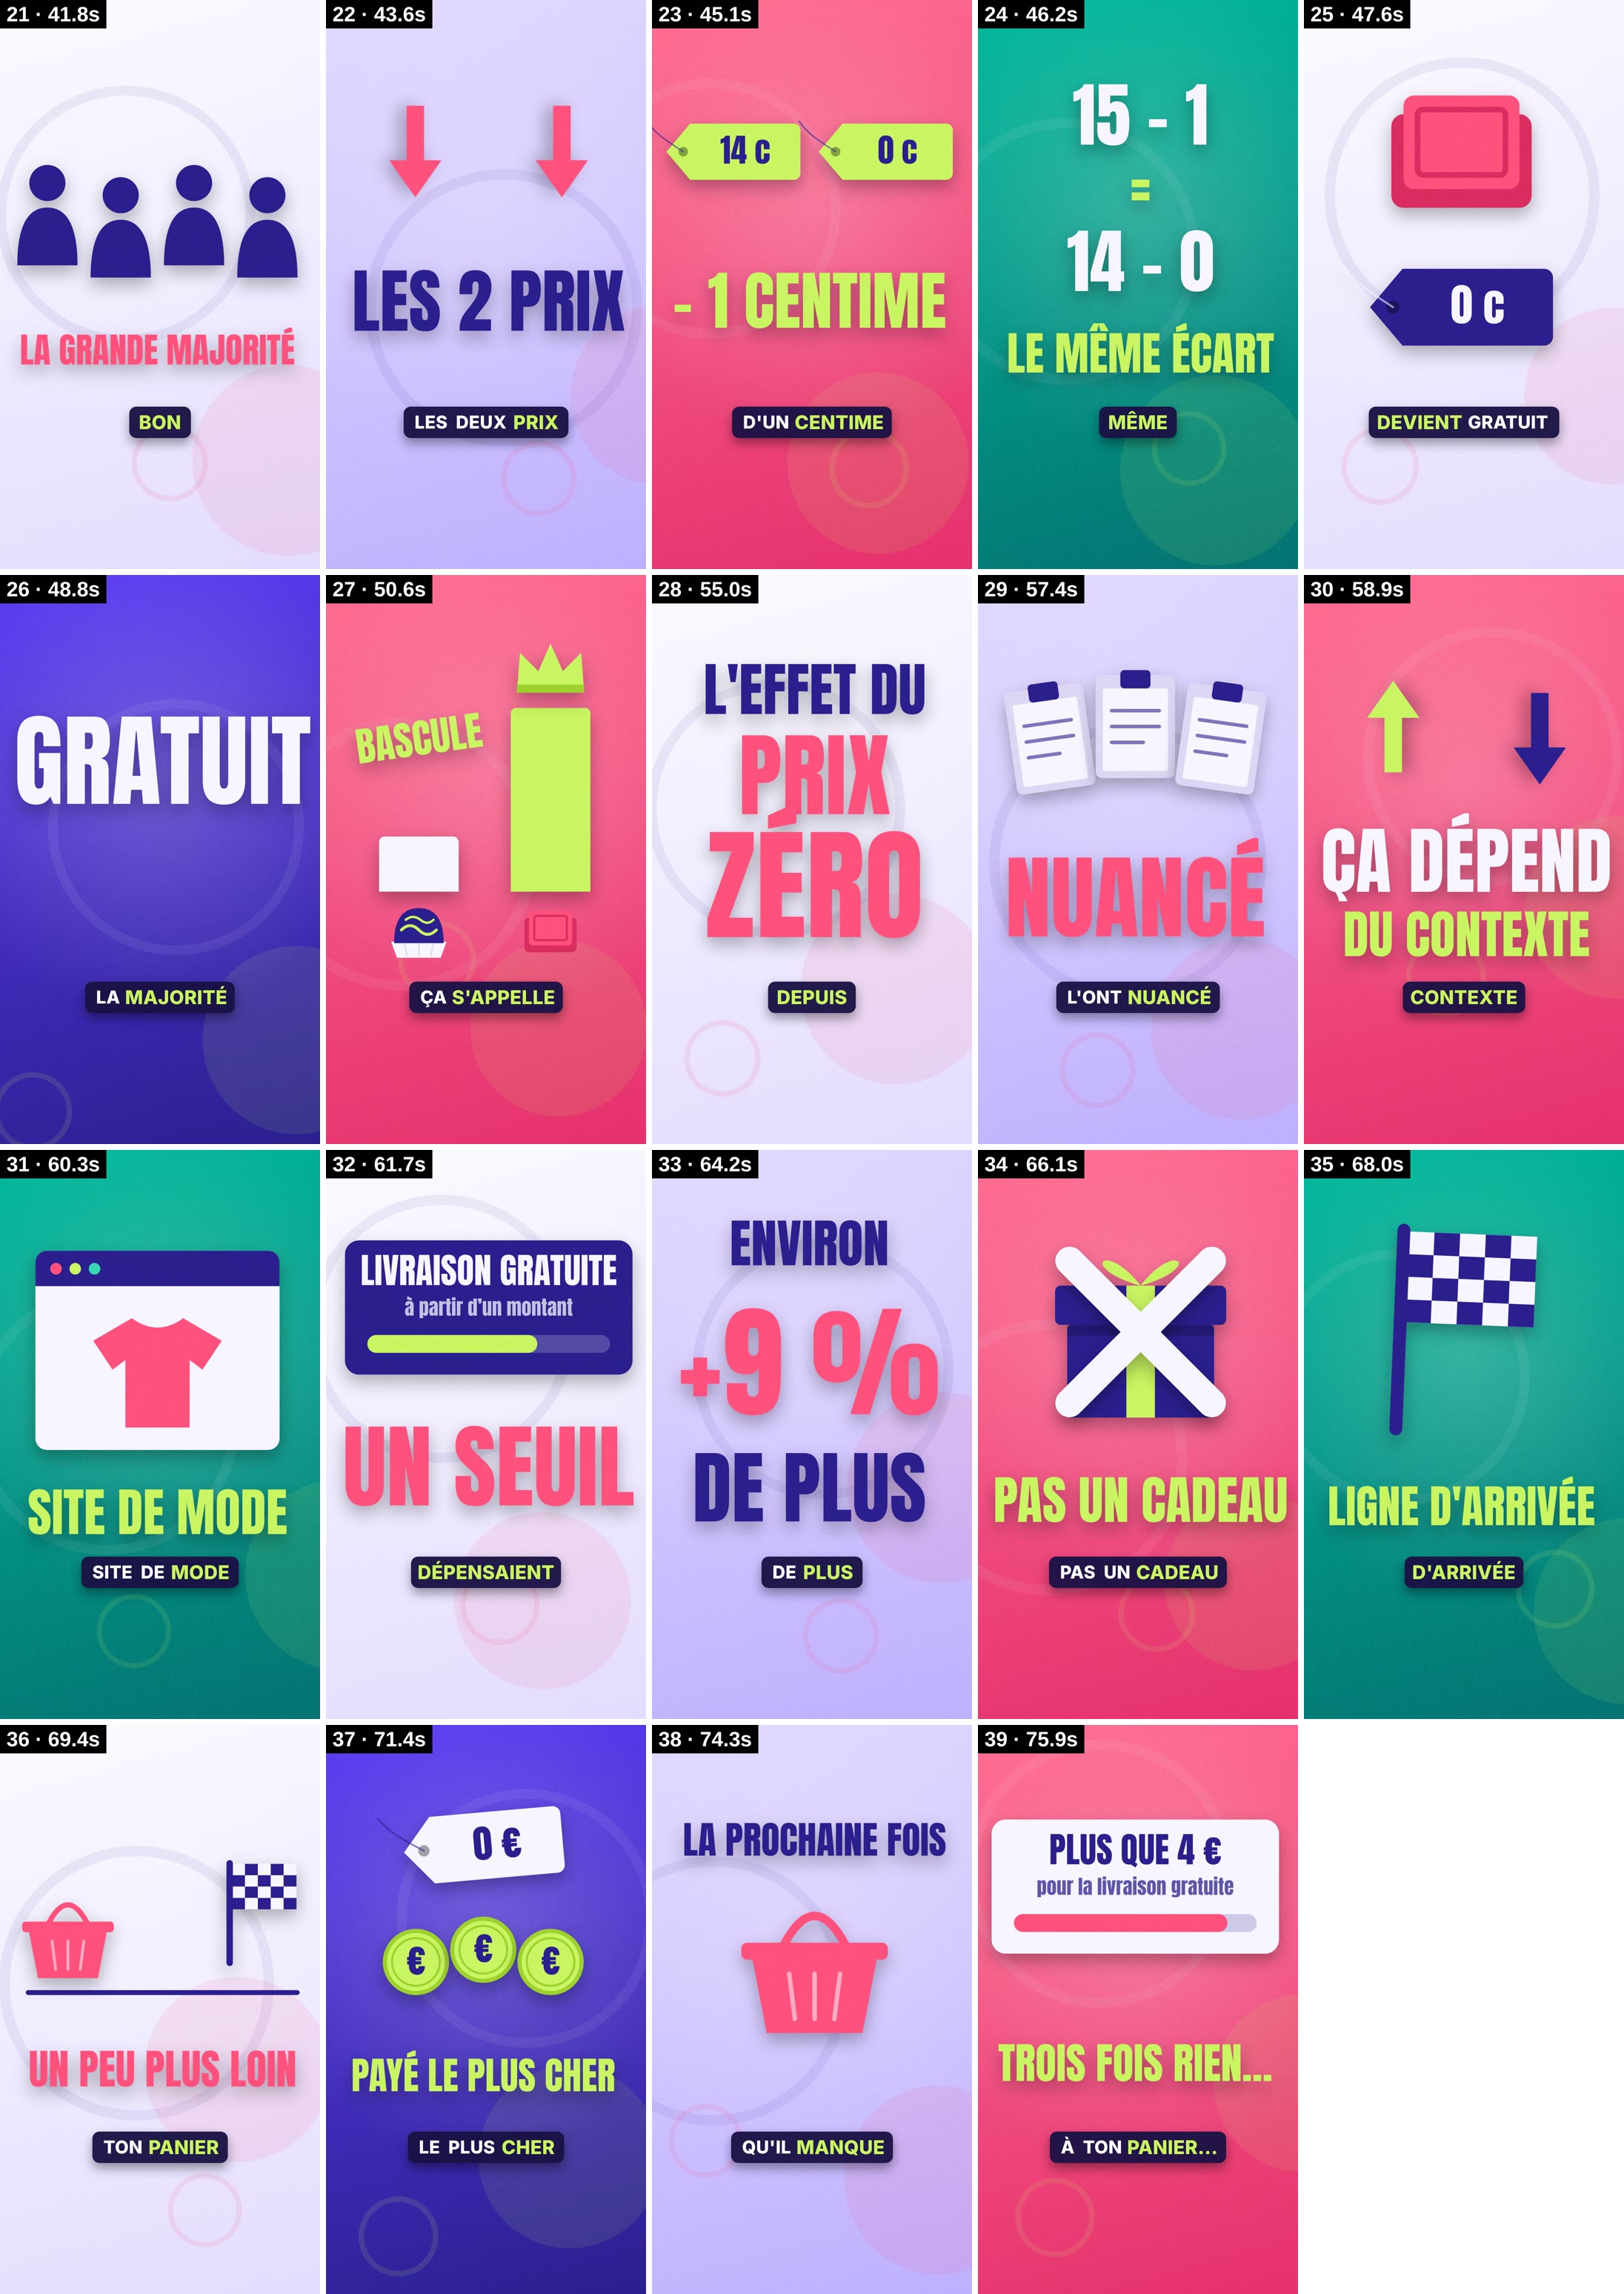 21 · 41.8s
LA GRANDE MAJORITÉ
BON
22 · 43.6s
LES 2 PRIX
LES DEUX PRIX
23 · 45.1s
14 C
0 C
- 1 CENTIME
D'UN CENTIME
24 · 46.2s
15 - 1
=
14 - 0
LE MÊME ÉCART
MÊME
25 · 47.6s
0 C
DEVIENT GRATUIT
26 · 48.8s
GRATUIT
LA MAJORITÉ
27 · 50.6s
BASCULE
ÇA S'APPELLE
28 · 55.0s
L'EFFET DU
PRIX
ZÉRO
DEPUIS
29 · 57.4s
NUANCÉ
L'ONT NUANCÉ
30 · 58.9s
ÇA DÉPEND
DU CONTEXTE
CONTEXTE
31 · 60.3s
SITE DE MODE
SITE DE MODE
32 · 61.7s
LIVRAISON GRATUITE
à partir d'un montant
UN SEUIL
DÉPENSAIENT
33 · 64.2s
ENVIRON
+9 %
DE PLUS
DE PLUS
34 · 66.1s
PAS UN CADEAU
PAS UN CADEAU
35 · 68.0s
LIGNE D'ARRIVÉE
D'ARRIVÉE
36 · 69.4s
UN PEU PLUS LOIN
TON PANIER
37 · 71.4s
0 €
€ € €
PAYÉ LE PLUS CHER
LE PLUS CHER
38 · 74.3s
LA PROCHAINE FOIS
QU'IL MANQUE
39 · 75.9s
PLUS QUE 4 €
pour la livraison gratuite
TROIS FOIS RIEN...
À TON PANIER...